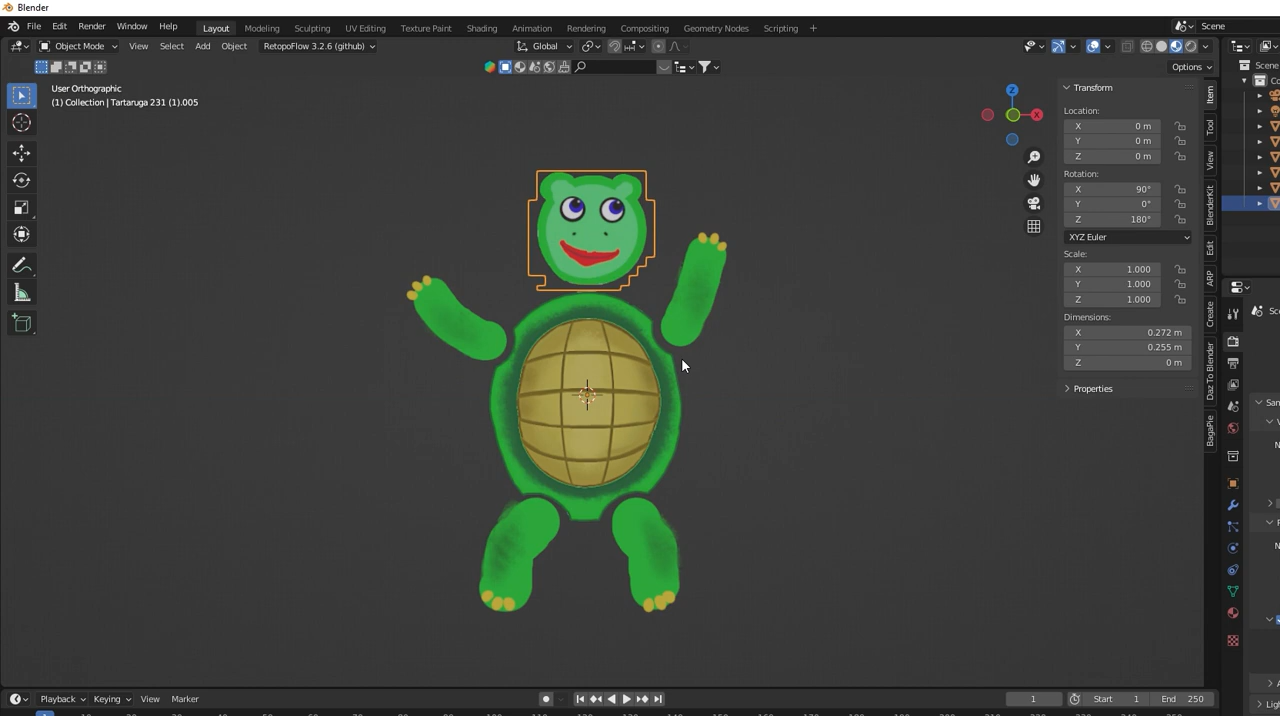 Blender
File Edit Render Window Help Layout Modeling Sculpting UV Editing Texture Paint Shading Animation Rendering Compositing Geometry Nodes Scripting + Scene
Object Mode View Select Add Object RetopoFlow 3.2.6 (github) Global
Options
User Orthographic
(1) Collection | Tartaruga 231 (1).005
Z
X
Transform
Location:
X 0 m
Y 0 m
Z 0 m
Rotation:
X 90°
Y 0°
Z 180°
XYZ Euler
Scale:
X 1.000
Y 1.000
Z 1.000
Dimensions:
X 0.272 m
Y 0.255 m
Z 0 m
Properties
Item
Tool
View
BlenderKit
Edit
ARP
Create
Daz To Blender
BagaPie
Scene
Co
Sc
San
V
N
P
N
Playback Keying View Marker 1 Start 1 End 250